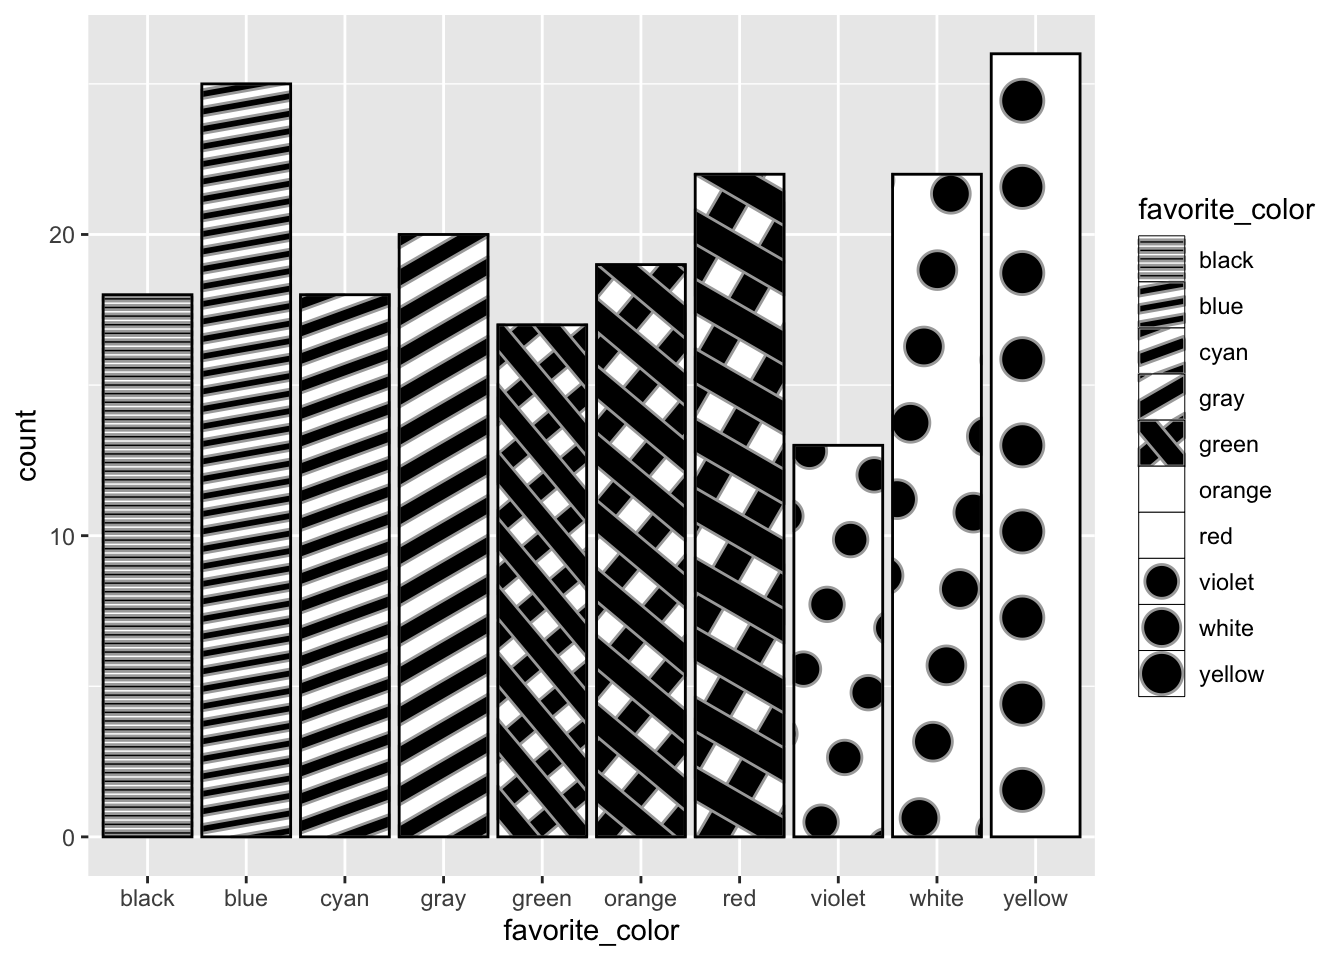 count
20
10
0
black blue cyan gray green orange red violet white yellow
favorite_color
favorite_color
black
blue
cyan
gray
green
orange
red
violet
white
yellow